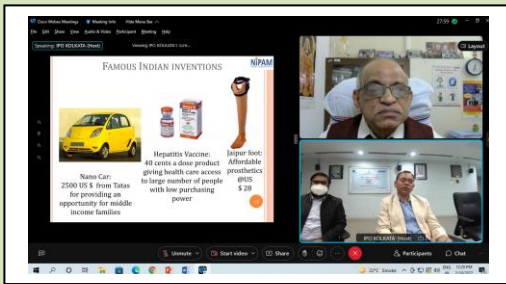 Cisco Webex Meetings
Meeting Info
Hide Menu Bar
27:59
File Edit Share View Audio & Video Participant Meeting Help
Speaking: IPO KOLKATA (Host)
Layout
FAMOUS INDIAN INVENTIONS
NIPAM
Nano Car:
2500 US $ from Tatas
for providing an
opportunity for middle
income families
Hepatitis Vaccine:
40 cents a dose product
giving health care access
to large number of people
with low purchasing
power
Jaipur foot:
Affordable
prosthetics
@US
$ 28
IPO KOLKATA (Host)
Unmute
Start video
Share
Participants
Chat